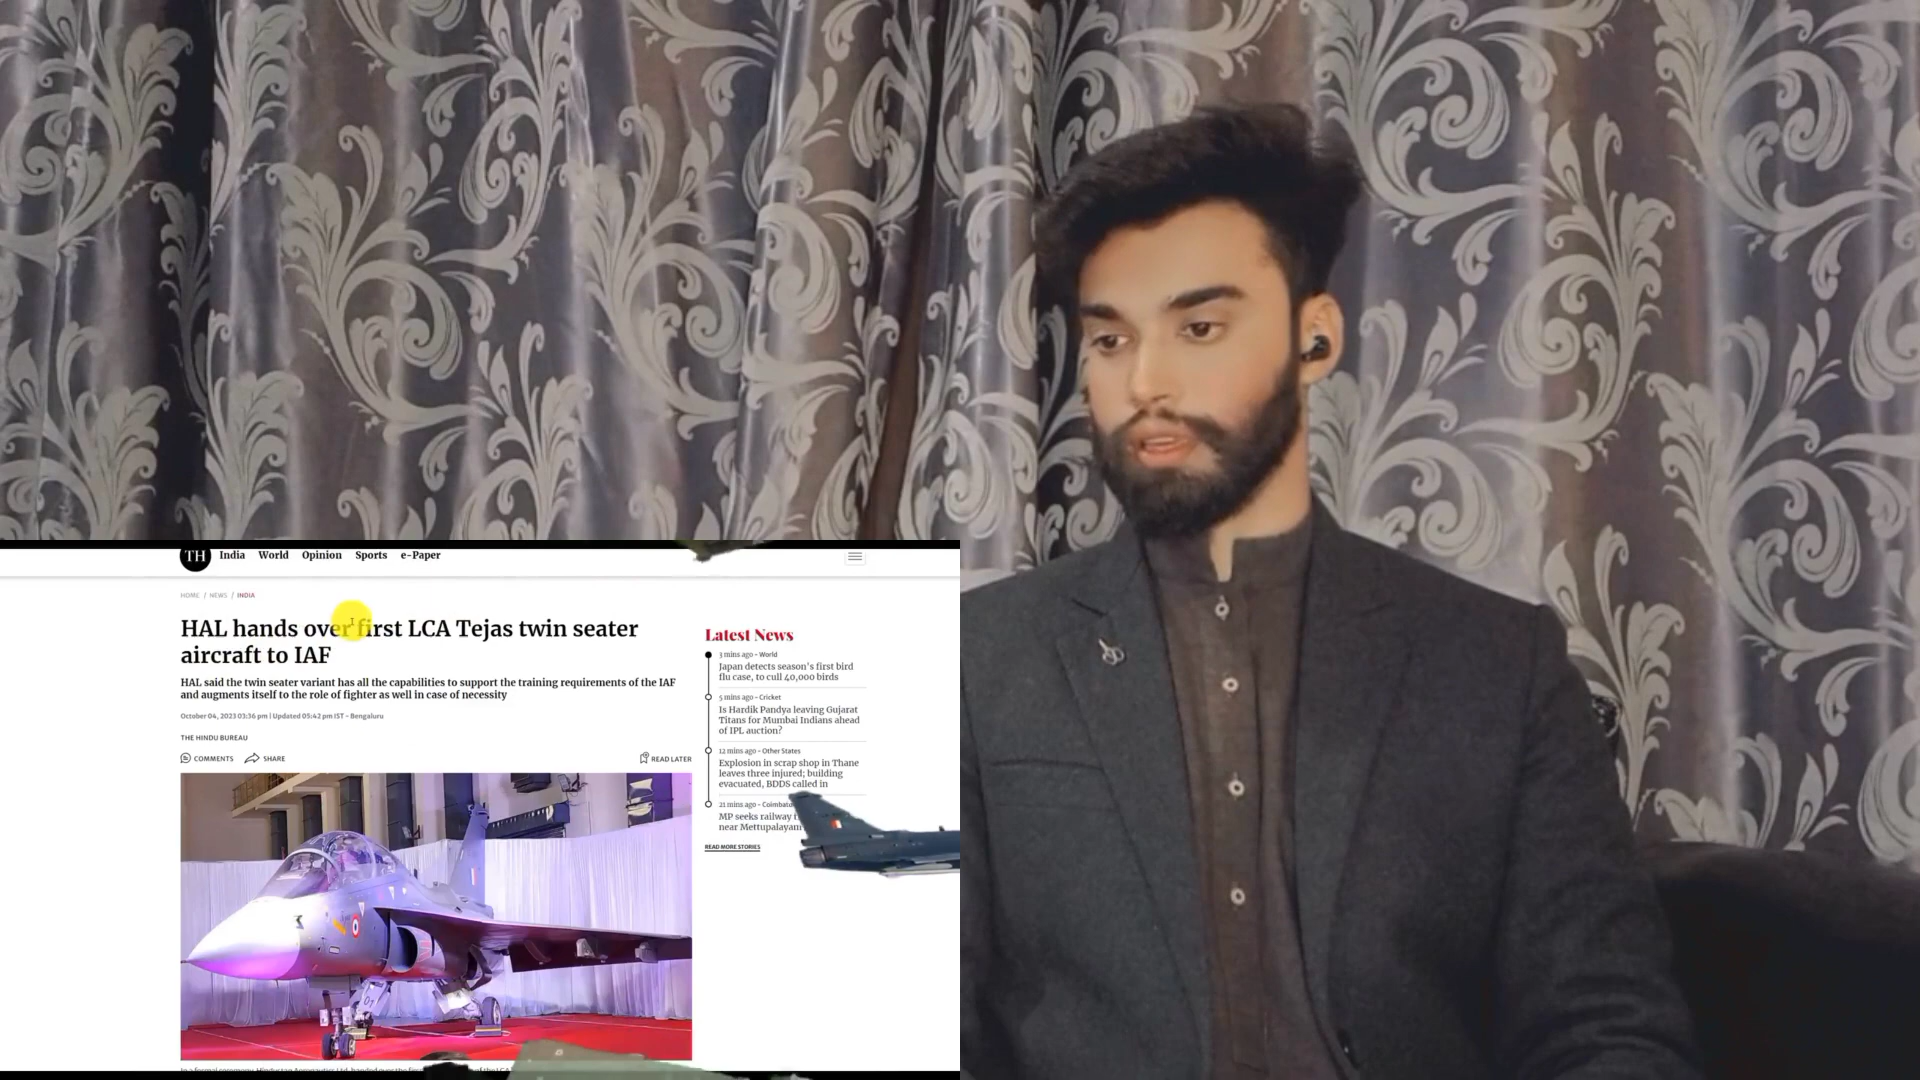 TH India World Opinion Sports e-Paper
HOME / NEWS / INDIA
HAL hands over first LCA Tejas twin seater
aircraft to IAF
HAL said the twin seater variant has all the capabilities to support the training requirements of the IAF
and augments itself to the role of fighter as well in case of necessity
October 04, 2023 03:36 pm | Updated 05:42 pm IST - Bengaluru
THE HINDU BUREAU
COMMENTS SHARE READ LATER
Latest News
3 mins ago - World
Japan detects season's first bird
flu case, to cull 40,000 birds
5 mins ago - Cricket
Is Hardik Pandya leaving Gujarat
Titans for Mumbai Indians ahead
of IPL auction?
12 mins ago - Other States
Explosion in scrap shop in Thane
leaves three injured; building
evacuated, BDDS called in
21 mins ago - Coimbato
MP seeks railway
near Mettupalayam
READ MORE STORIES